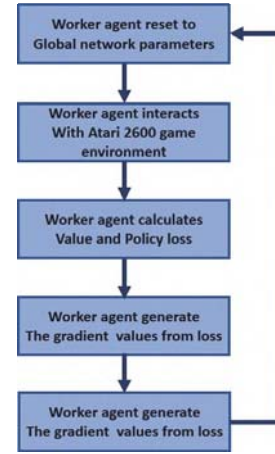 Worker agent reset to
Global network parameters
Worker agent interacts
With Atari 2600 game
environment
Worker agent calculates
Value and Policy loss
Worker agent generate
The gradient values from loss
Worker agent generate
The gradient values from loss